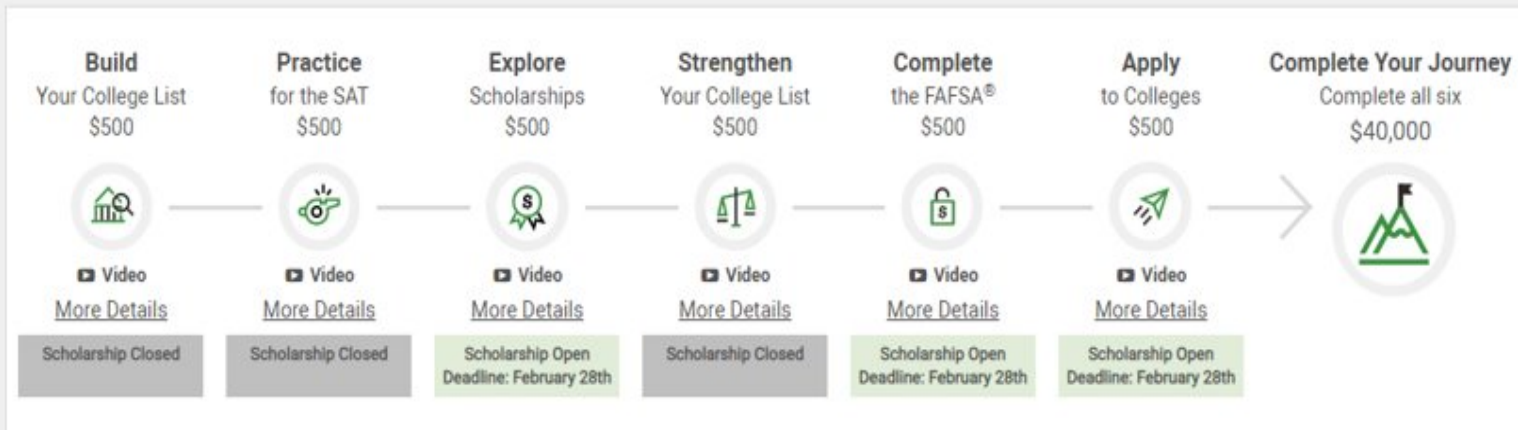 Build
Your College List
$500
Practice
for the SAT
$500
Explore
Scholarships
$500
Strengthen
Your College List
$500
Complete
the FAFSA®
$500
Apply
to Colleges
$500
Complete Your Journey
Complete all six
$40,000
$
$
Video
Video
Video
Video
Video
Video
More Details
More Details
More Details
More Details
More Details
More Details
Scholarship Closed
Scholarship Closed
Scholarship Open
Deadline: February 28th
Scholarship Closed
Scholarship Open
Deadline: February 28th
Scholarship Open
Deadline: February 28th